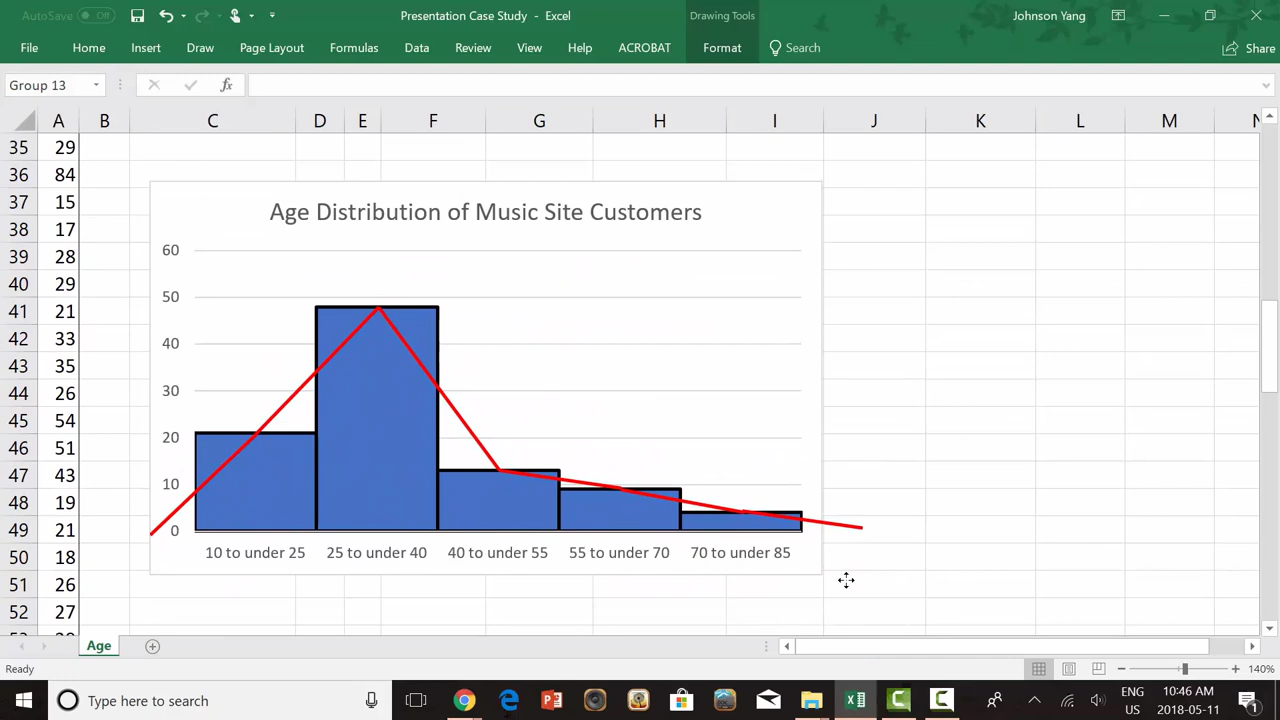 AutoSave Off Presentation Case Study - Excel Drawing Tools Johnson Yang
File Home Insert Draw Page Layout Formulas Data Review View Help ACROBAT Format Search Share
Group 13 fx
A B C D E F G H I J K L M
35 29
36 84
37 15
38 17
39 28
40 29
41 21
42 33
43 35
44 26
45 54
46 51
47 43
48 19
49 21
50 18
51 26
52 27
Age Distribution of Music Site Customers
60
50
40
30
20
10
0
10 to under 25 25 to under 40 40 to under 55 55 to under 70 70 to under 85
Age
Ready 140%
Type here to search ENG 10:46 AM
US 2018-05-11 1